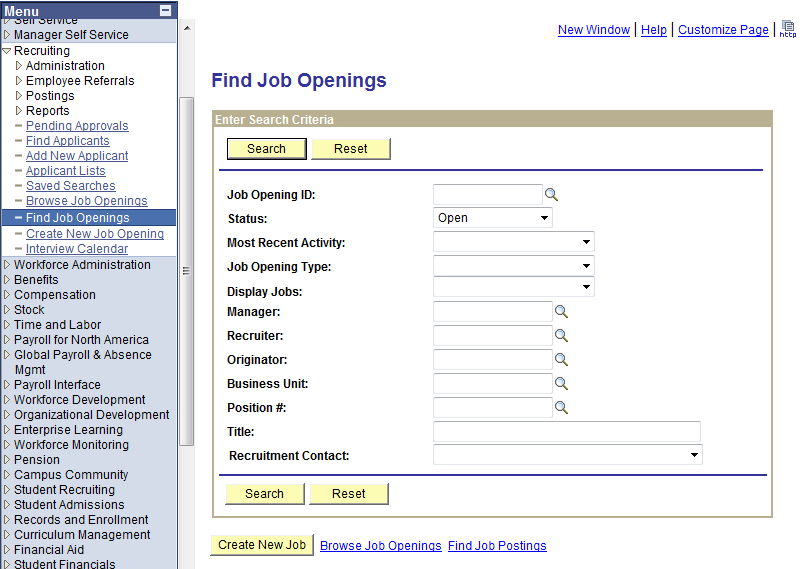 Menu
Self Service
Manager Self Service
Recruiting
Administration
Employee Referrals
Postings
Reports
Pending Approvals
Find Applicants
Add New Applicant
Applicant Lists
Saved Searches
Browse Job Openings
Find Job Openings
Create New Job Opening
Interview Calendar
Workforce Administration
Benefits
Compensation
Stock
Time and Labor
Payroll for North America
Global Payroll & Absence
Mgmt
Payroll Interface
Workforce Development
Organizational Development
Enterprise Learning
Workforce Monitoring
Pension
Campus Community
Student Recruiting
Student Admissions
Records and Enrollment
Curriculum Management
Financial Aid
Student Financials
New Window | Help | Customize Page | http
Find Job Openings
Enter Search Criteria
Search Reset
Job Opening ID:
Status: Open
Most Recent Activity:
Job Opening Type:
Display Jobs:
Manager:
Recruiter:
Originator:
Business Unit:
Position #:
Title:
Recruitment Contact:
Search Reset
Create New Job Browse Job Openings Find Job Postings